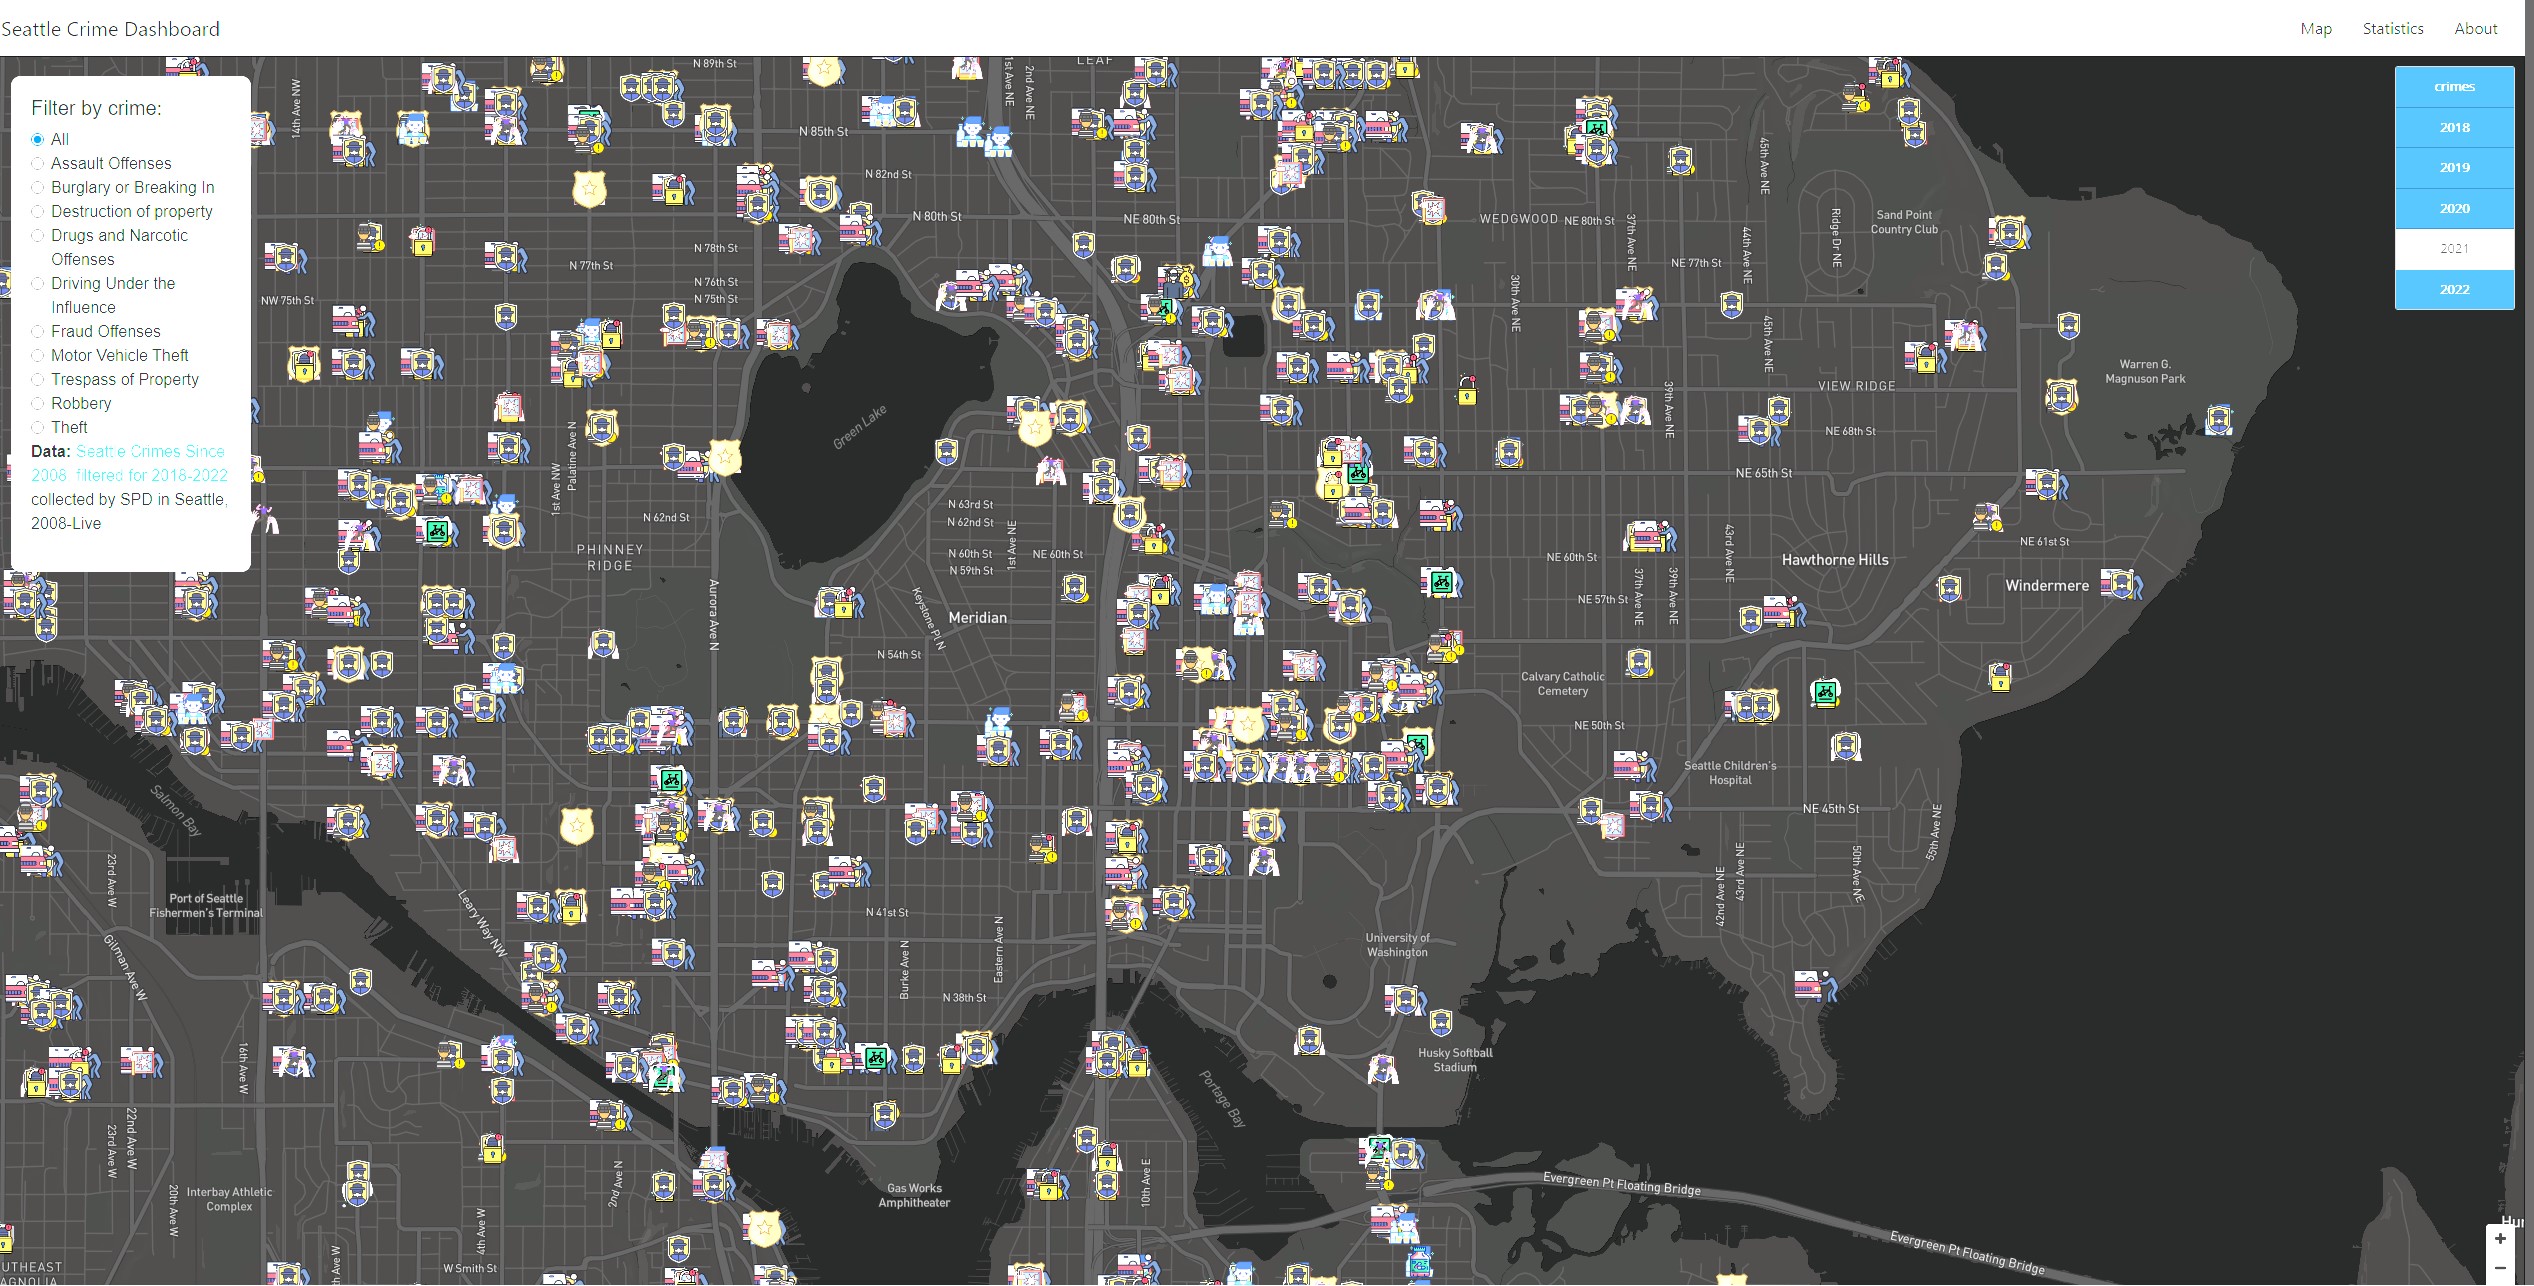 Seattle Crime Dashboard
Map
Statistics
About
Filter by crime:
All
Assault Offenses
Burglary or Breaking In
Destruction of property
Drugs and Narcotic
Offenses
Driving Under the
Influence
Fraud Offenses
Motor Vehicle Theft
Trespass of Property
Robbery
Theft
Data: Seattle Crimes Since
2008 filtered for 2018-2022
collected by SPD in Seattle,
2008-Live
crimes
2018
2019
2020
2021
2022
N 89th St
LEAF
14th Ave NW
1st Ave NE
2nd Ave NE
N 85th St
N 82nd St
N 80th St
NE 80th St
WEDGWOOD
NE 80th St
45th Ave NE
Ridge Dr NE
Sand Point
Country Club
37th Ave NE
44th Ave NE
N 78th St
N 77th St
NE 77th St
N 76th St
N 75th St
NW 75th St
30th Ave NE
45th Ave NE
Warren G.
Magnuson Park
VIEW RIDGE
39th Ave NE
Green Lake
NE 68th St
1st Ave NW
Palatine Ave N
NE 65th St
N 63rd St
N 62nd St
N 62nd St
1st Ave NE
43rd Ave NE
NE 61st St
PHINNEY
RIDGE
N 60th St
NE 60th St
NE 60th St
N 59th St
Hawthorne Hills
Windermere
Aurora Ave N
Keystone Pl N
Meridian
37th Ave NE
39th Ave NE
NE 57th St
N 54th St
Calvary Catholic
Cemetery
NE 50th St
Seattle Children's
Hospital
Salmon Bay
NE 45th St
55th Ave NE
23rd Ave W
Port of Seattle
Fishermen's Terminal
Leary Way NW
42nd Ave NE
43rd Ave NE
50th Ave NE
N 41st St
Gilman Ave W
Burke Ave N
Eastern Ave N
University of
Washington
N 38th St
16th Ave W
Husky Softball
Stadium
Portage Bay
22nd Ave W
23rd Ave W
20th Ave W
Interbay Athletic
Complex
2nd Ave N
4th Ave W
Gas Works
Amphitheater
10th Ave E
Evergreen Pt Floating Bridge
Evergreen Pt Floating Bridge
W Smith St
+
−